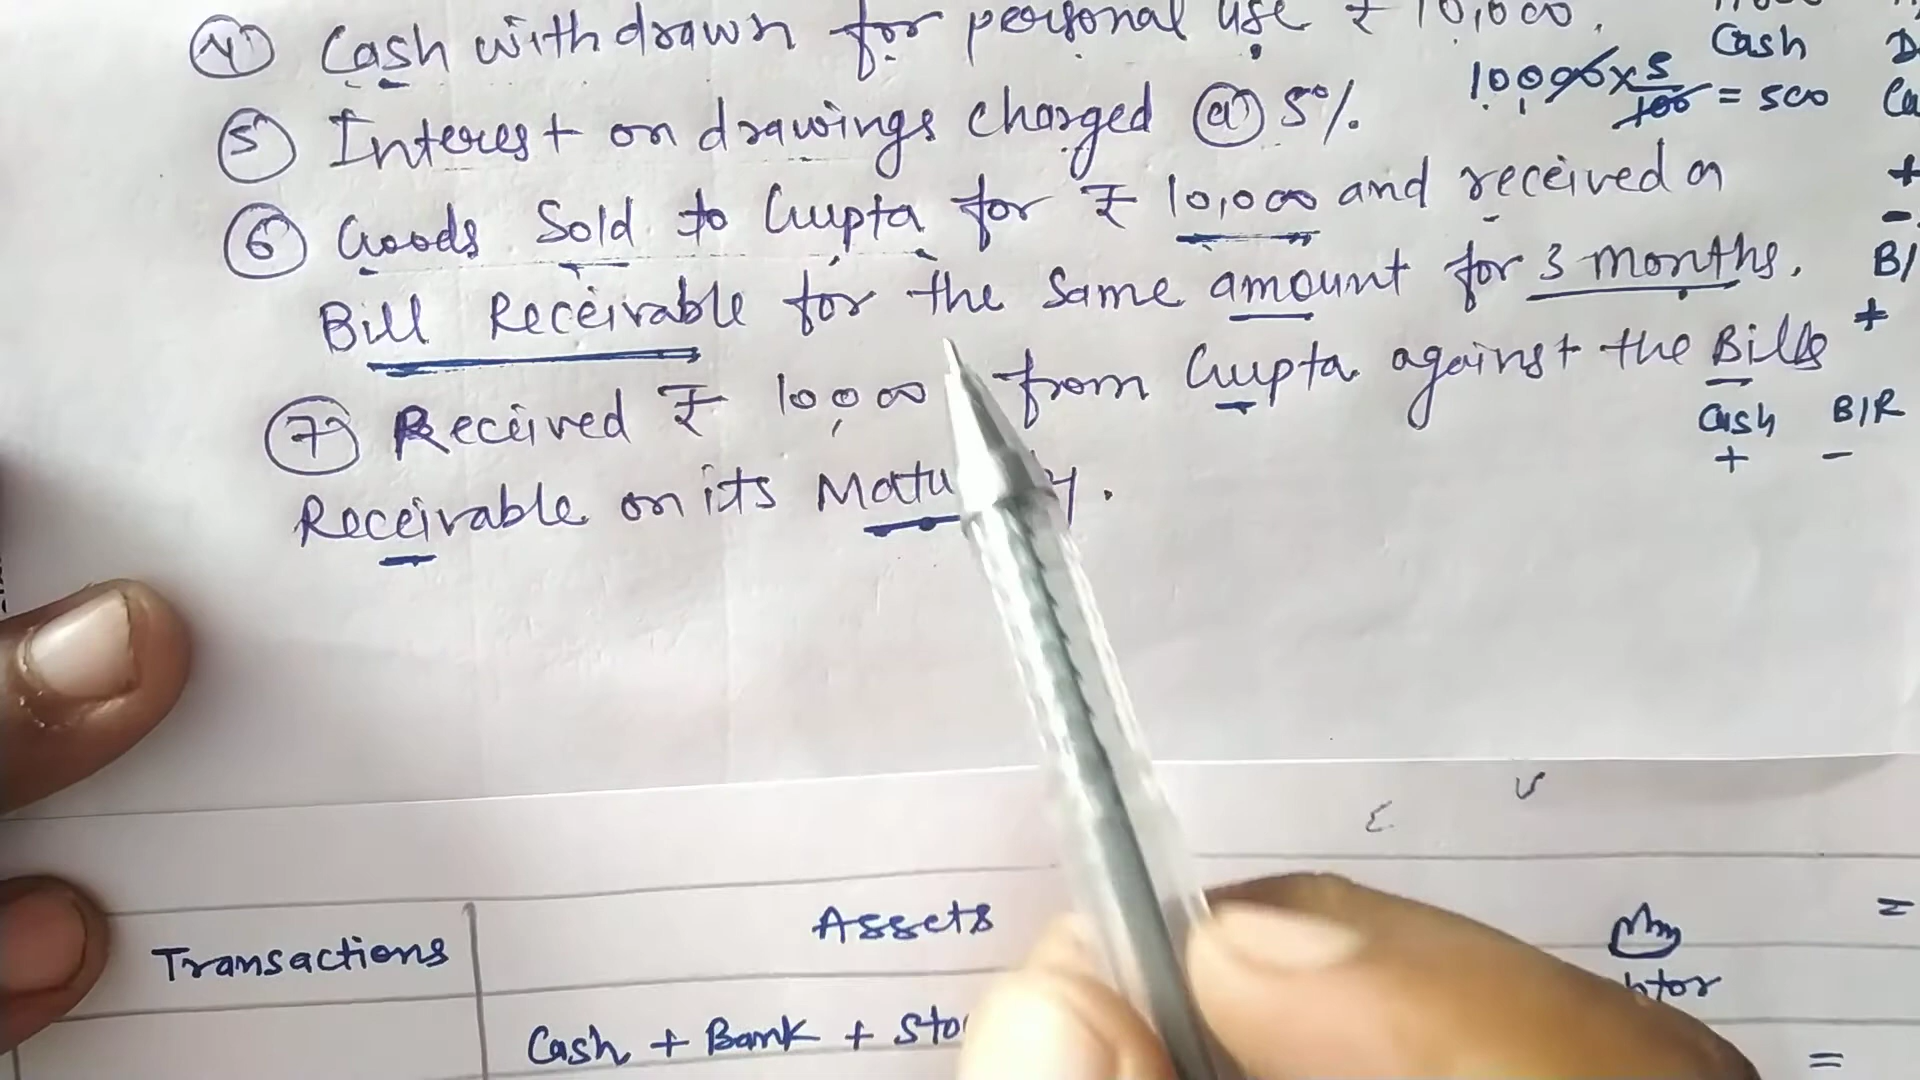 (4) Cash withdrawn for personal use ₹ 10,000.
Cash
(5) Interest on drawings charged @ 5%.
10000 x 5/100 = 500
(6) Goods Sold to Gupta for ₹ 10,000 and received a
Bill Receivable for the same amount for 3 months.
+
-
B/
+
(7) Received ₹ 10,000 from Gupta against the Bills
Cash B/R
+ -
Receivable on its
Transactions Assets =
Cash + Bank +
=